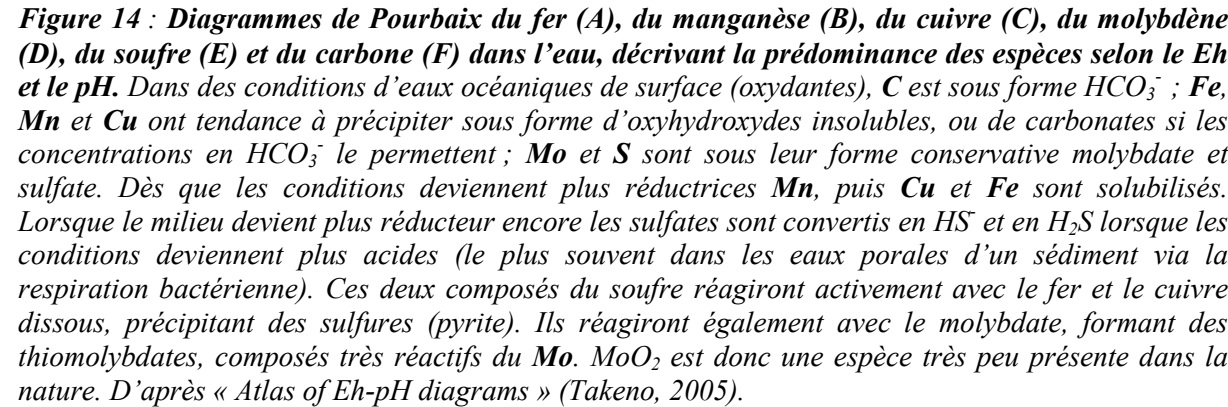 Figure 14 : Diagrammes de Pourbaix du fer (A), du manganèse (B), du cuivre (C), du molybdène
(D), du soufre (E) et du carbone (F) dans l’eau, décrivant la prédominance des espèces selon le Eh
et le pH. Dans des conditions d’eaux océaniques de surface (oxydantes), C est sous forme HCO₃⁻ ; Fe,
Mn et Cu ont tendance à précipiter sous forme d’oxyhydroxydes insolubles, ou de carbonates si les
concentrations en HCO₃⁻ le permettent ; Mo et S sont sous leur forme conservative molybdate et
sulfate. Dès que les conditions deviennent plus réductrices Mn, puis Cu et Fe sont solubilisés.
Lorsque le milieu devient plus réducteur encore les sulfates sont convertis en HS⁻ et en H₂S lorsque les
conditions deviennent plus acides (le plus souvent dans les eaux porales d’un sédiment via la
respiration bactérienne). Ces deux composés du soufre réagiront activement avec le fer et le cuivre
dissous, précipitant des sulfures (pyrite). Ils réagiront également avec le molybdate, formant des
thiomolybdates, composés très réactifs du Mo. MoO₂ est donc une espèce très peu présente dans la
nature. D’après « Atlas of Eh-pH diagrams » (Takeno, 2005).